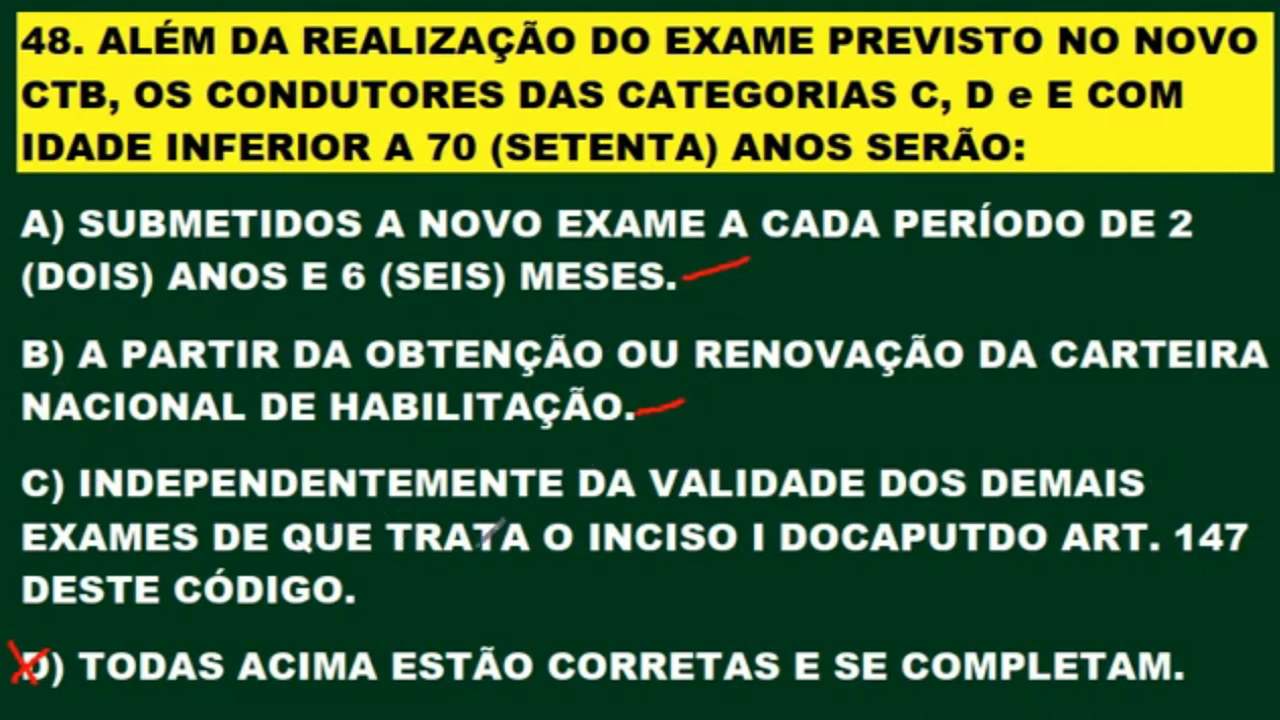 48. ALÉM DA REALIZAÇÃO DO EXAME PREVISTO NO NOVO
CTB, OS CONDUTORES DAS CATEGORIAS C, D e E COM
IDADE INFERIOR A 70 (SETENTA) ANOS SERÃO:
A) SUBMETIDOS A NOVO EXAME A CADA PERÍODO DE 2
(DOIS) ANOS E 6 (SEIS) MESES.
B) A PARTIR DA OBTENÇÃO OU RENOVAÇÃO DA CARTEIRA
NACIONAL DE HABILITAÇÃO.
C) INDEPENDENTEMENTE DA VALIDADE DOS DEMAIS
EXAMES DE QUE TRATA O INCISO I DOCAPUTDO ART. 147
DESTE CÓDIGO.
D) TODAS ACIMA ESTÃO CORRETAS E SE COMPLETAM.